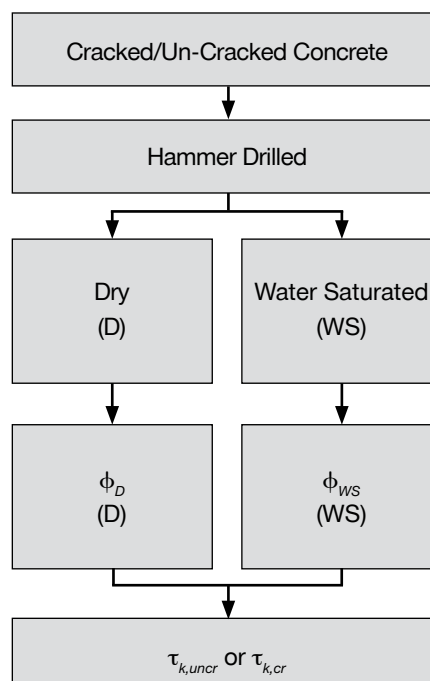 Cracked/Un-Cracked Concrete
Hammer Drilled
Dry
(D)
Water Saturated
(WS)
ϕD
(D)
ϕWS
(WS)
τk,uncr or τk,cr